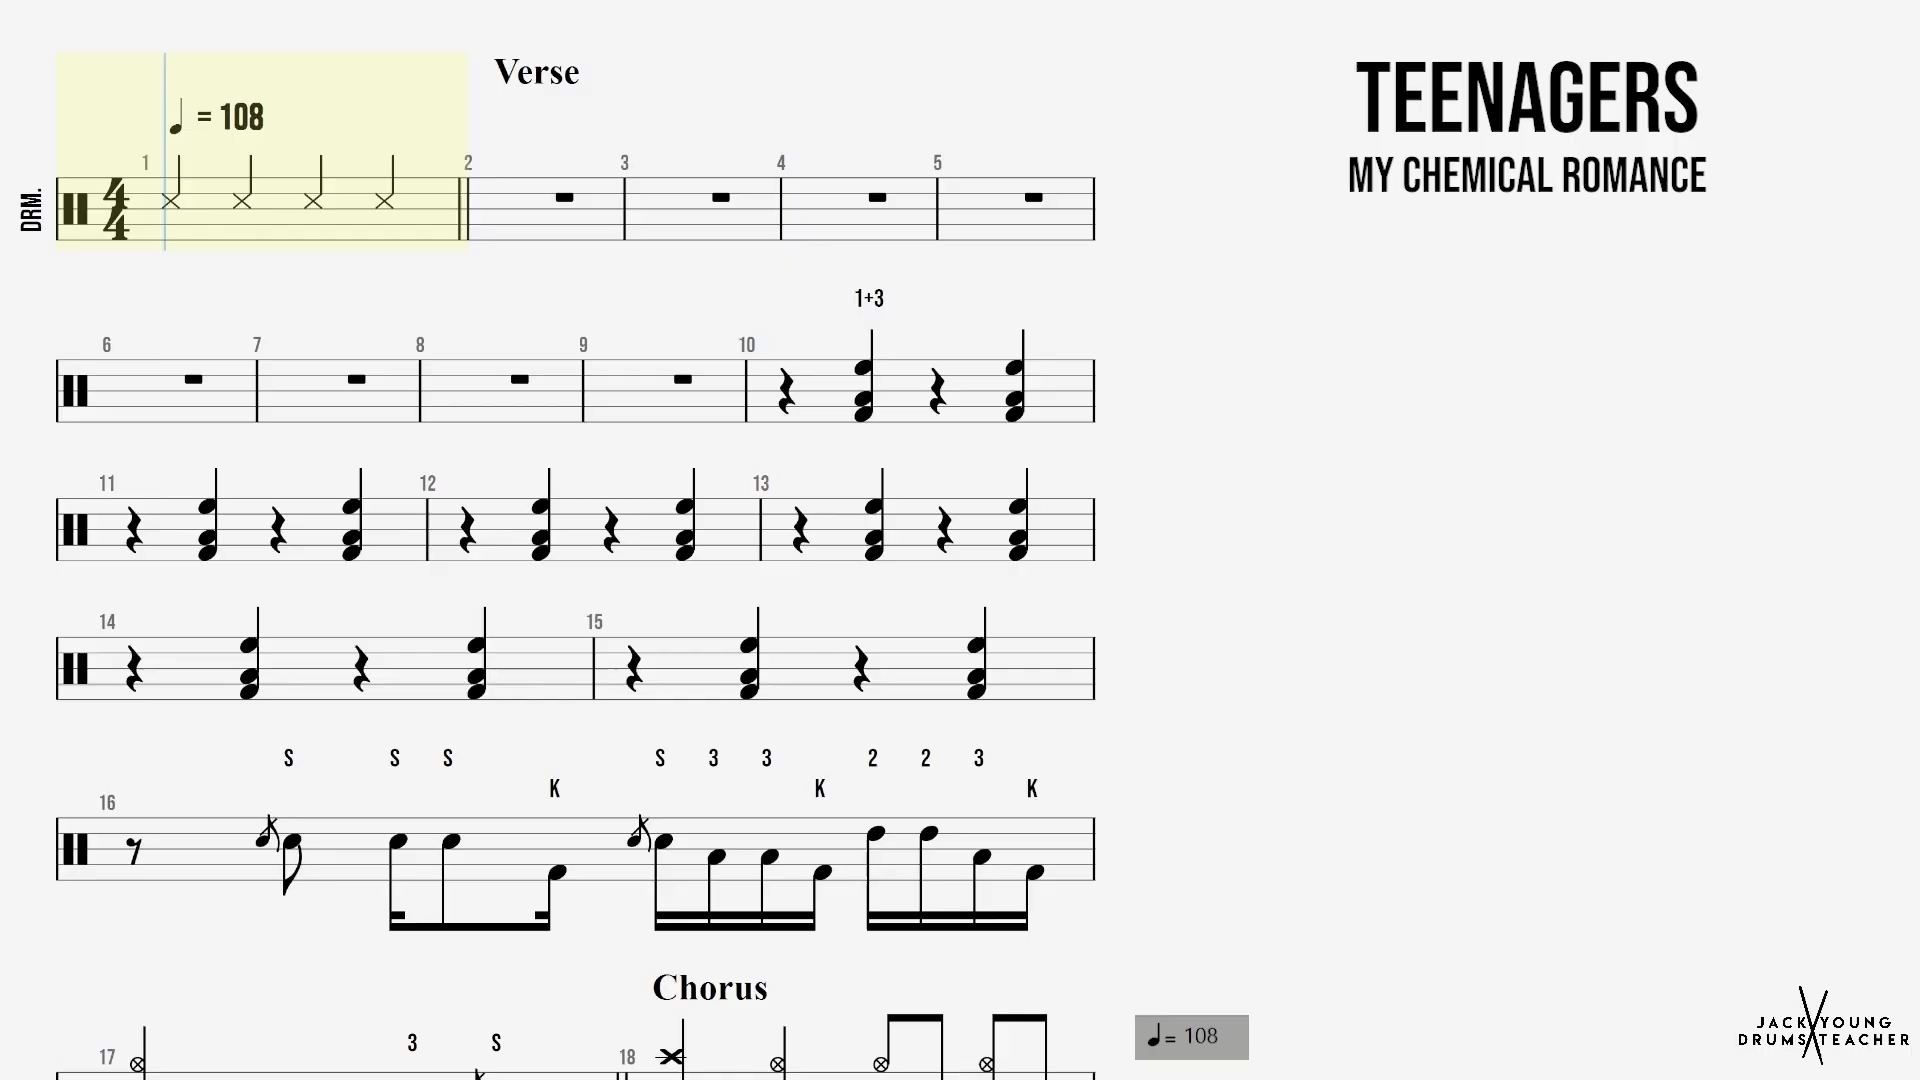 TEENAGERS
MY CHEMICAL ROMANCE
Verse
= 108
1 2 3 4 5
DRM.
4
4
1+3
6 7 8 9 10
11 12 13
14 15
S S S S 3 3 2 2 3
K K K
16
Chorus
3 S
17 18
= 108
JACK YOUNG
DRUMS TEACHER